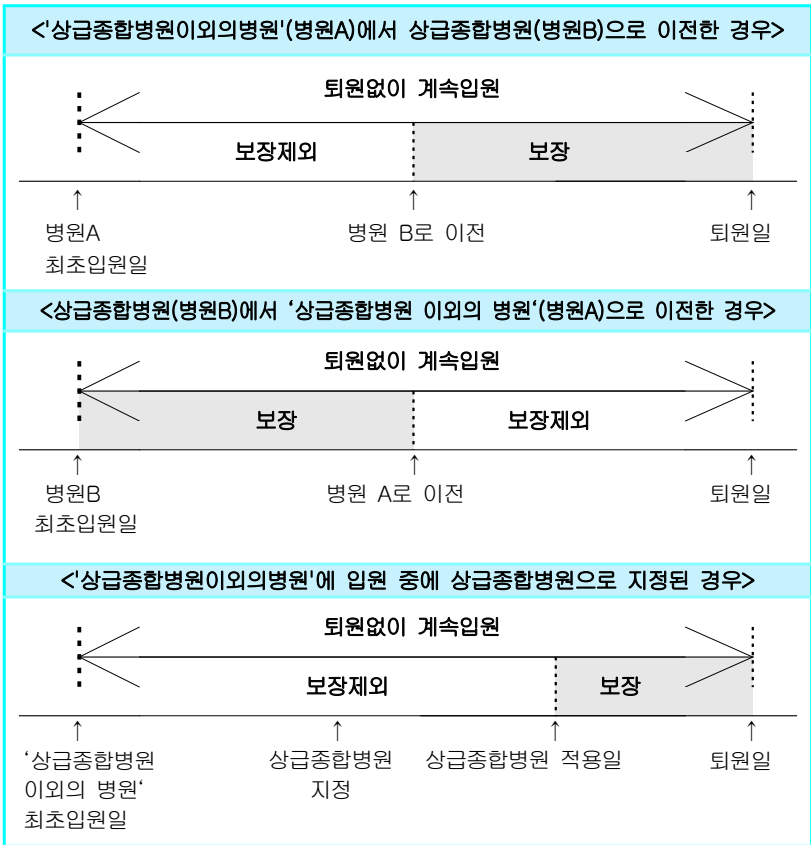 <'상급종합병원이외의병원'(병원A)에서 상급종합병원(병원B)으로 이전한 경우>
퇴원없이 계속입원
보장제외 보장
↑ ↑ ↑
병원A 병원 B로 이전 퇴원일
최초입원일
<상급종합병원(병원B)에서 ‘상급종합병원 이외의 병원‘(병원A)으로 이전한 경우>
퇴원없이 계속입원
보장 보장제외
↑ ↑ ↑
병원B 병원 A로 이전 퇴원일
최초입원일
<'상급종합병원이외의병원'에 입원 중에 상급종합병원으로 지정된 경우>
퇴원없이 계속입원
보장제외 보장
↑ ↑ ↑ ↑
‘상급종합병원 상급종합병원 상급종합병원 적용일 퇴원일
이외의 병원‘ 지정
최초입원일